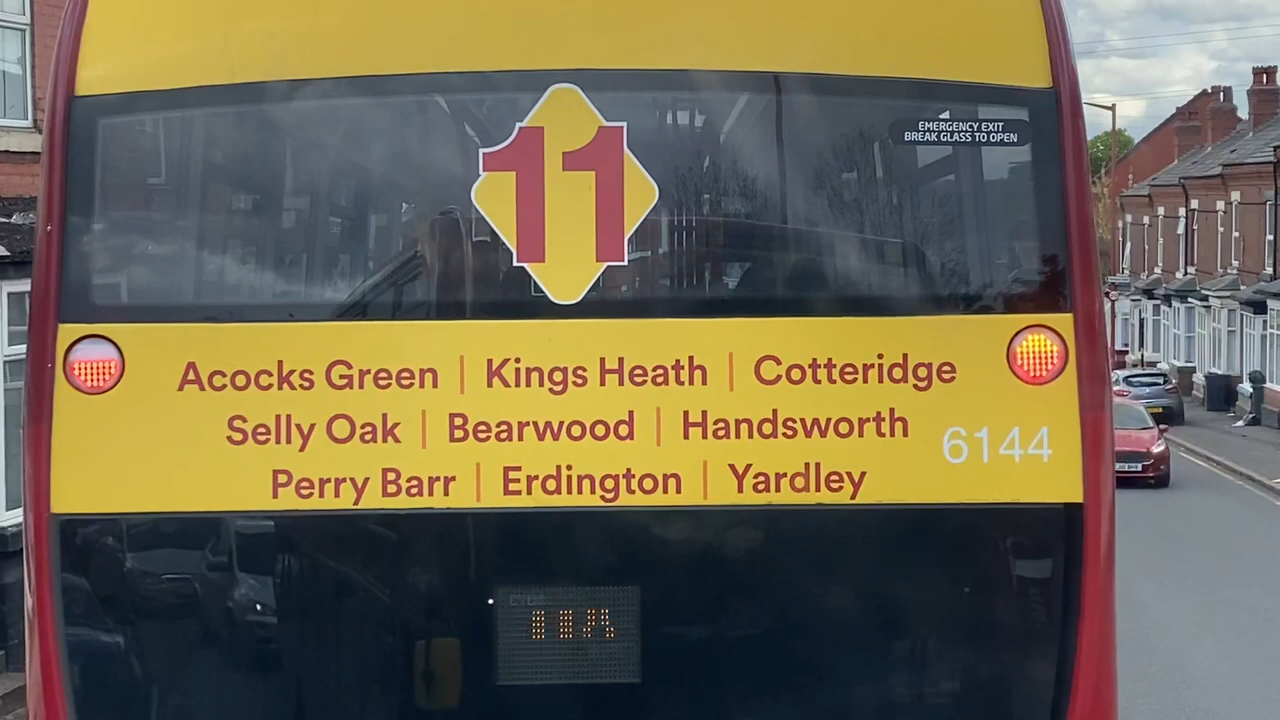 11
EMERGENCY EXIT
BREAK GLASS TO OPEN
Acocks Green | Kings Heath | Cotteridge
Selly Oak | Bearwood | Handsworth
6144
Perry Barr | Erdington | Yardley